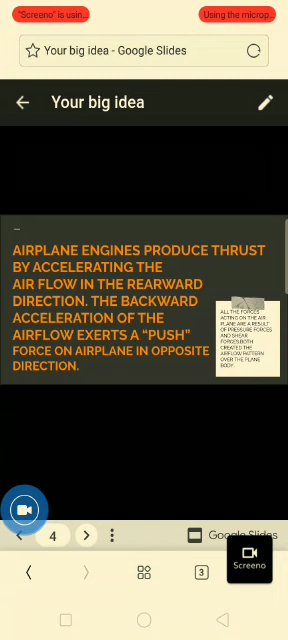 "Screeno" is usin..
Using the microp..
Your big idea - Google Slides
Your big idea
AIRPLANE ENGINES PRODUCE THRUST
BY ACCELERATING THE
AIR FLOW IN THE REARWARD
DIRECTION. THE BACKWARD
ACCELERATION OF THE
AIRFLOW EXERTS A "PUSH"
FORCE ON AIRPLANE IN OPPOSITE
DIRECTION.
ALL THE FORCES
ACTING ON THE AIR
PLANE ARE A RESULT
OF PRESSURE FORCES
AND SHEAR
FORCES.BOTH
CREATED THE
AIRFLOW PATTERN
OVER THE PLANE
BODY.
4
Google Slides
Screeno
3